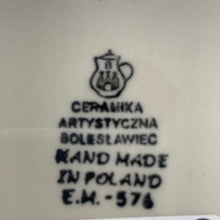 CERAMIKA
ARTYSTYCZNA
BOLESŁAWIEC
HAND MADE
IN POLAND
E.M.-576